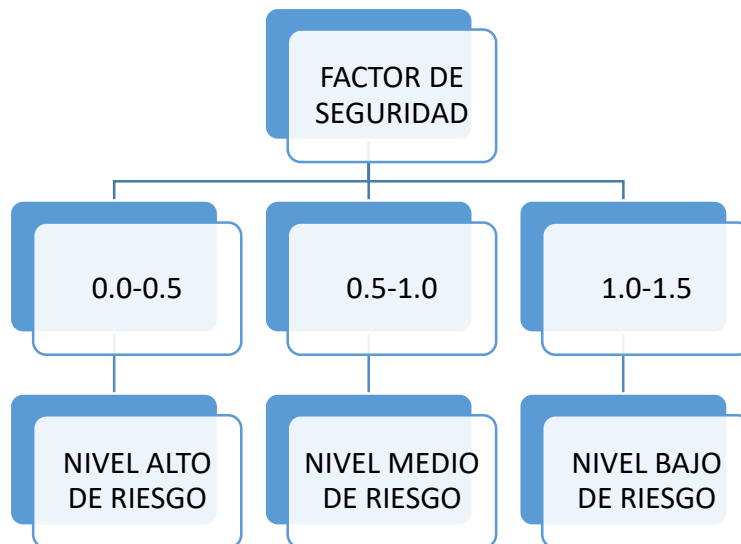 FACTOR DE
SEGURIDAD
0.0-0.5
0.5-1.0
1.0-1.5
NIVEL ALTO
DE RIESGO
NIVEL MEDIO
DE RIESGO
NIVEL BAJO
DE RIESGO